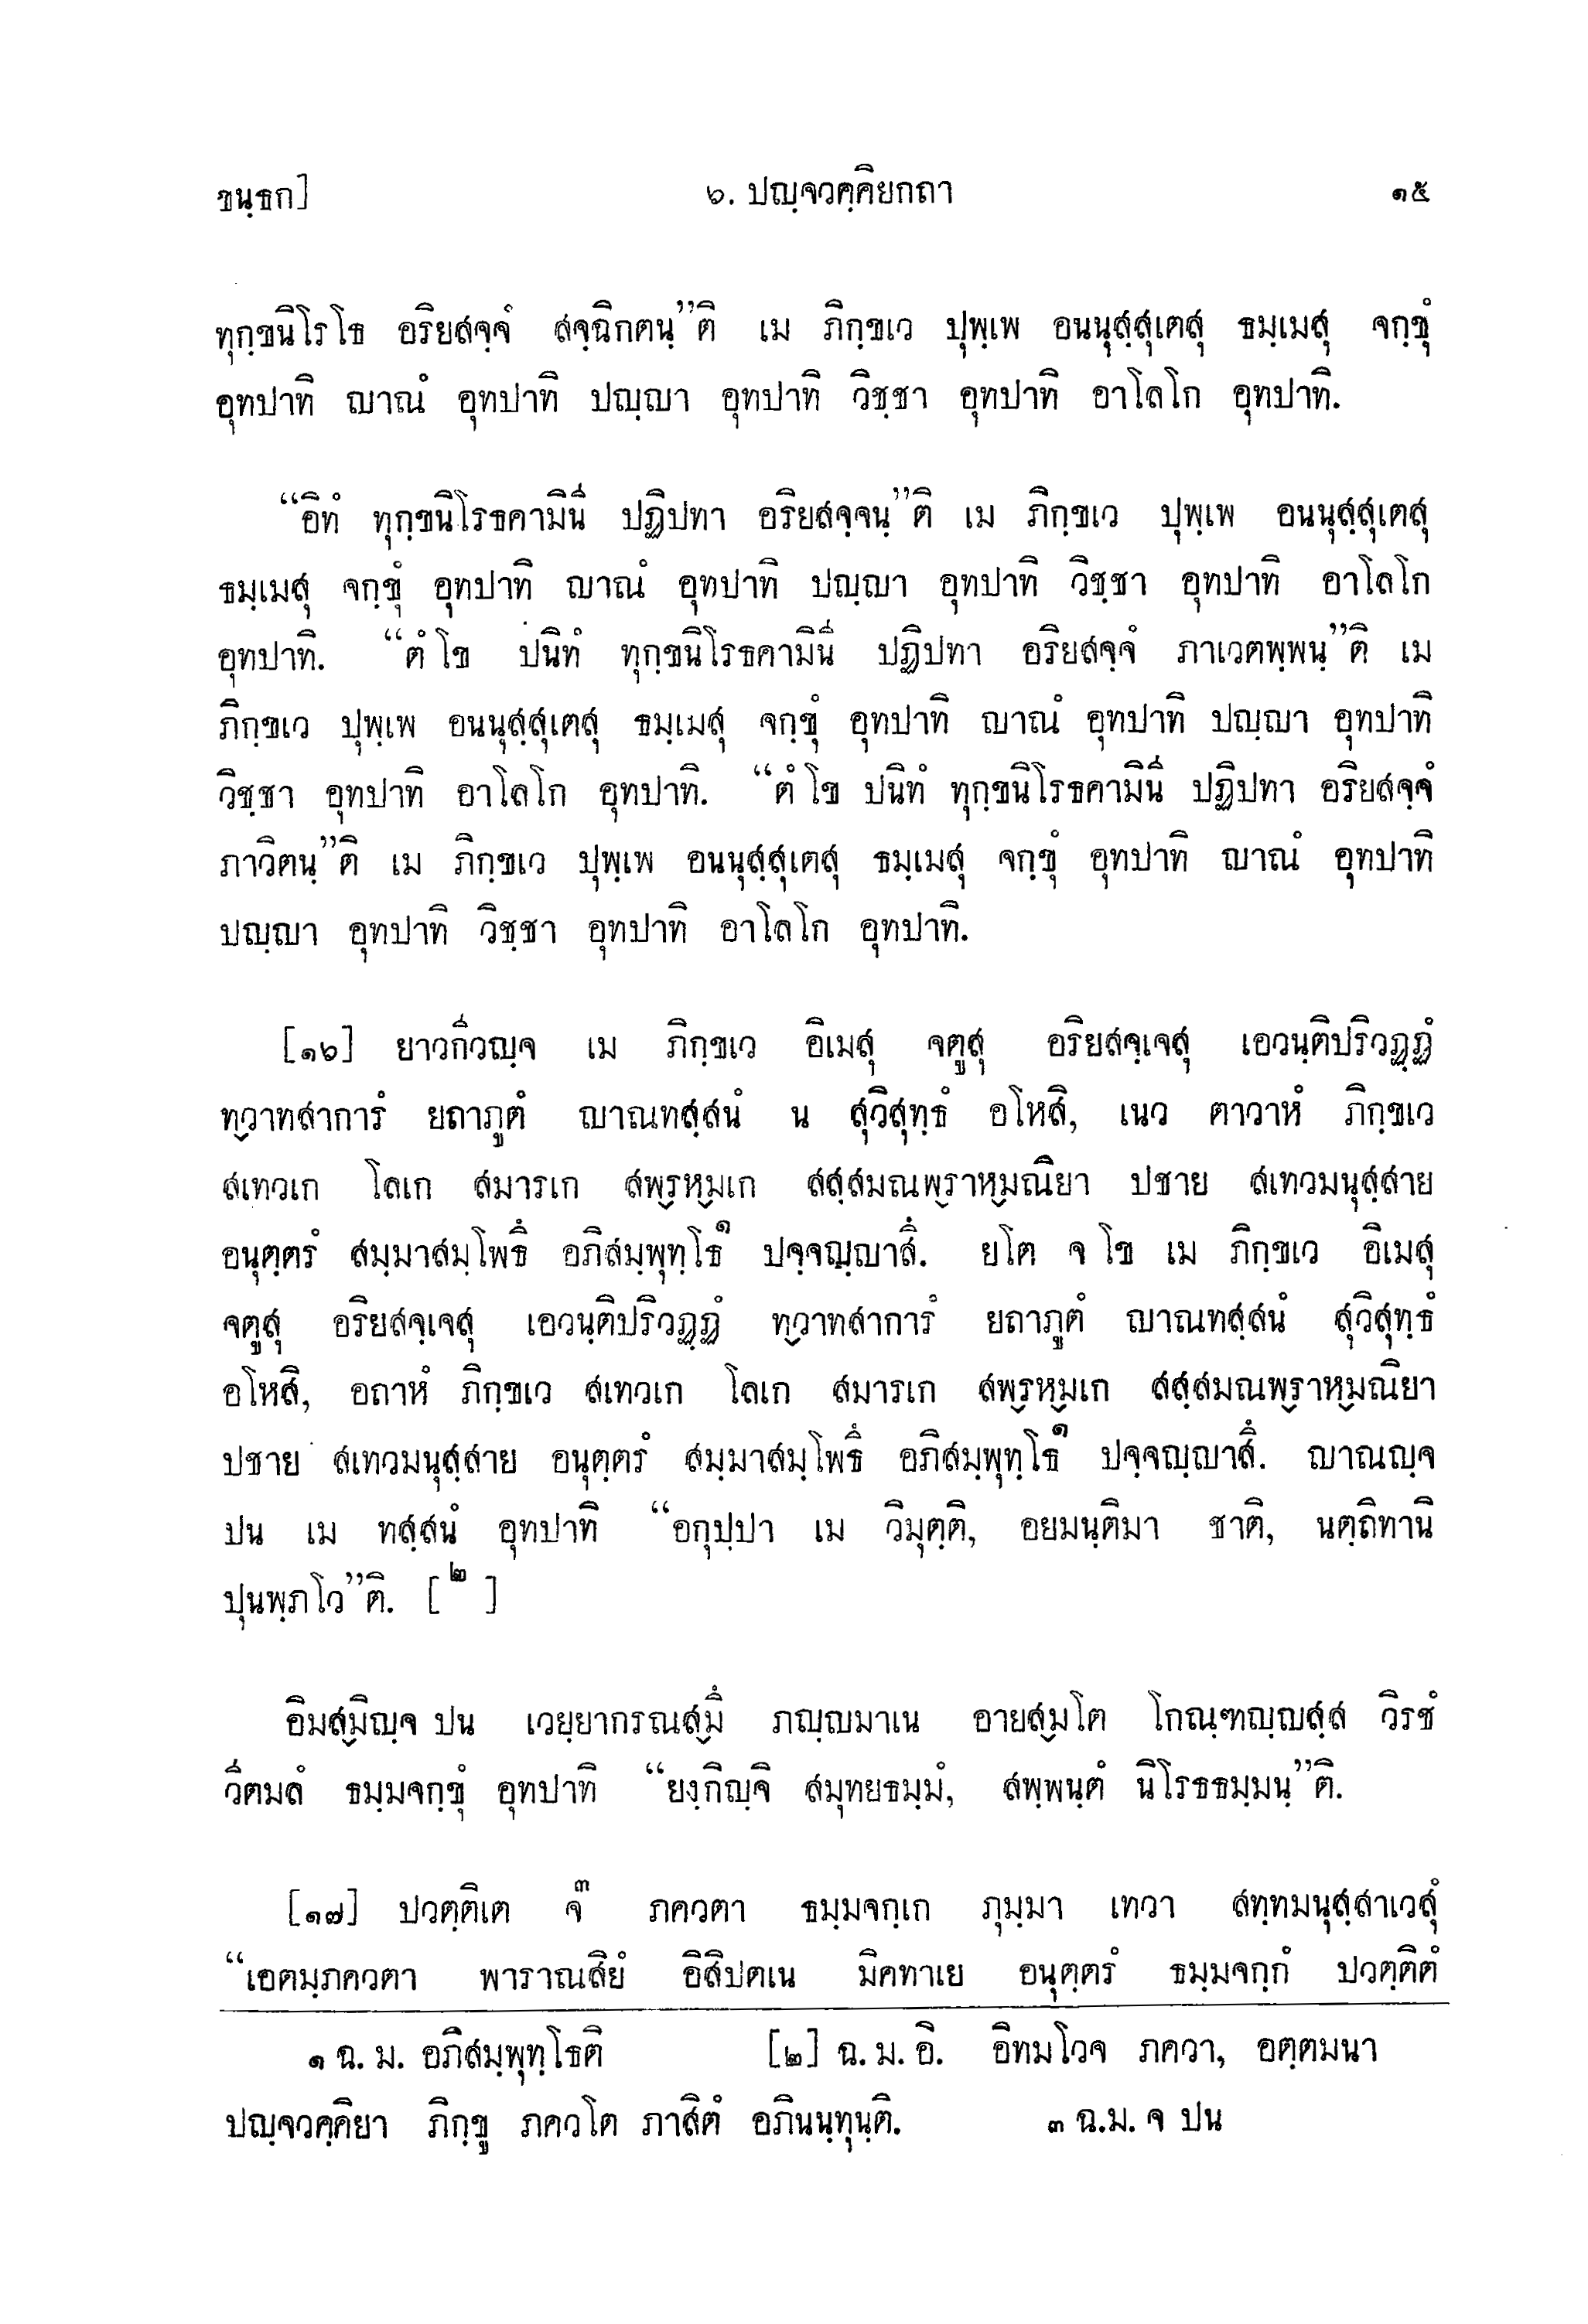 ขนฺธก] ๖. ปญฺจวคฺคิยกถา ๑๕
ทุกฺขนิโรโธ อริยสจฺจํ สจฺฉิกตนฺ”ติ เม ภิกฺขเว ปุพฺเพ อนนุสฺสุเตสุ ธมฺเมสุ จกฺขุํ
อุทปาทิ ญาณํ อุทปาทิ ปญฺญา อุทปาทิ วิชฺชา อุทปาทิ อาโลโก อุทปาทิ.
“อิทํ ทุกฺขนิโรธคามินี ปฏิปทา อริยสจฺจนฺ”ติ เม ภิกฺขเว ปุพฺเพ อนนุสฺสุเตสุ
ธมฺเมสุ จกฺขุํ อุทปาทิ ญาณํ อุทปาทิ ปญฺญา อุทปาทิ วิชฺชา อุทปาทิ อาโลโก
อุทปาทิ. “ตํ โข ปนิทํ ทุกฺขนิโรธคามินี ปฏิปทา อริยสจฺจํ ภาเวตพฺพนฺ”ติ เม
ภิกฺขเว ปุพฺเพ อนนุสฺสุเตสุ ธมฺเมสุ จกฺขุํ อุทปาทิ ญาณํ อุทปาทิ ปญฺญา อุทปาทิ
วิชฺชา อุทปาทิ อาโลโก อุทปาทิ. “ตํ โข ปนิทํ ทุกฺขนิโรธคามินี ปฏิปทา อริยสจฺจํ
ภาวิตนฺ”ติ เม ภิกฺขเว ปุพฺเพ อนนุสฺสุเตสุ ธมฺเมสุ จกฺขุํ อุทปาทิ ญาณํ อุทปาทิ
ปญฺญา อุทปาทิ วิชฺชา อุทปาทิ อาโลโก อุทปาทิ.
[๑๖] ยาวกีวญฺจ เม ภิกฺขเว อิเมสุ จตูสุ อริยสจฺเจสุ เอวนฺติปริวฏฺฏํ
ทฺวาทสาการํ ยถาภูตํ ญาณทสฺสนํ น สุวิสุทฺธํ อโหสิ, เนว ตาวาหํ ภิกฺขเว
สเทวเก โลเก สมารเก สพฺรหฺมเก สสฺสมณพฺราหฺมณิยา ปชาย สเทวมนุสฺสาย
อนุตฺตรํ สมฺมาสมฺโพธึ อภิสมฺพุทฺโธ๑ ปจฺจญฺญาสึ. ยโต จ โข เม ภิกฺขเว อิเมสุ
จตูสุ อริยสจฺเจสุ เอวนฺติปริวฏฺฏํ ทฺวาทสาการํ ยถาภูตํ ญาณทสฺสนํ สุวิสุทฺธํ
อโหสิ, อถาหํ ภิกฺขเว สเทวเก โลเก สมารเก สพฺรหฺมเก สสฺสมณพฺราหฺมณิยา
ปชาย สเทวมนุสฺสาย อนุตฺตรํ สมฺมาสมฺโพธึ อภิสมฺพุทฺโธ๑ ปจฺจญฺญาสึ. ญาณญฺจ
ปน เม ทสฺสนํ อุทปาทิ “อกุปฺปา เม วิมุตฺติ, อยมนฺติมา ชาติ, นตฺถิทานิ
ปุนพฺภโว”ติ. [๒]
อิมสฺมิญฺจ ปน เวยฺยากรณสฺมึ ภญฺญมาเน อายสฺมโต โกณฺฑญฺญสฺส วิรชํ
วีตมลํ ธมฺมจกฺขุํ อุทปาทิ “ยงฺกิญฺจิ สมุทยธมฺมํ, สพฺพนฺตํ นิโรธธมฺมนฺ”ติ.
[๑๗] ปวตฺติเต จ๓ ภควตา ธมฺมจกฺเก ภุมฺมา เทวา สทฺทมนุสฺสาเวสุํ
“เอตมฺภควตา พาราณสิยํ อิสิปตเน มิคทาเย อนุตฺตรํ ธมฺมจกฺกํ ปวตฺติตํ
๑ ฉ. ม. อภิสมฺพุทฺโธติ [๒] ฉ. ม. อิ. อิทมโวจ ภควา, อตฺตมนา
ปญฺจวคฺคิยา ภิกฺขู ภควโต ภาสิตํ อภินนฺทุนฺติ. ๓ ฉ.ม. จ ปน